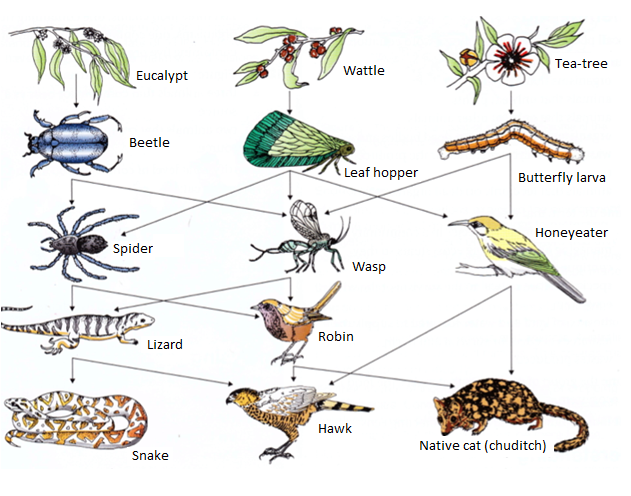 Eucalypt
Wattle
Tea-tree
Beetle
Leaf hopper
Butterfly larva
Spider
Wasp
Honeyeater
Lizard
Robin
Snake
Hawk
Native cat (chuditch)